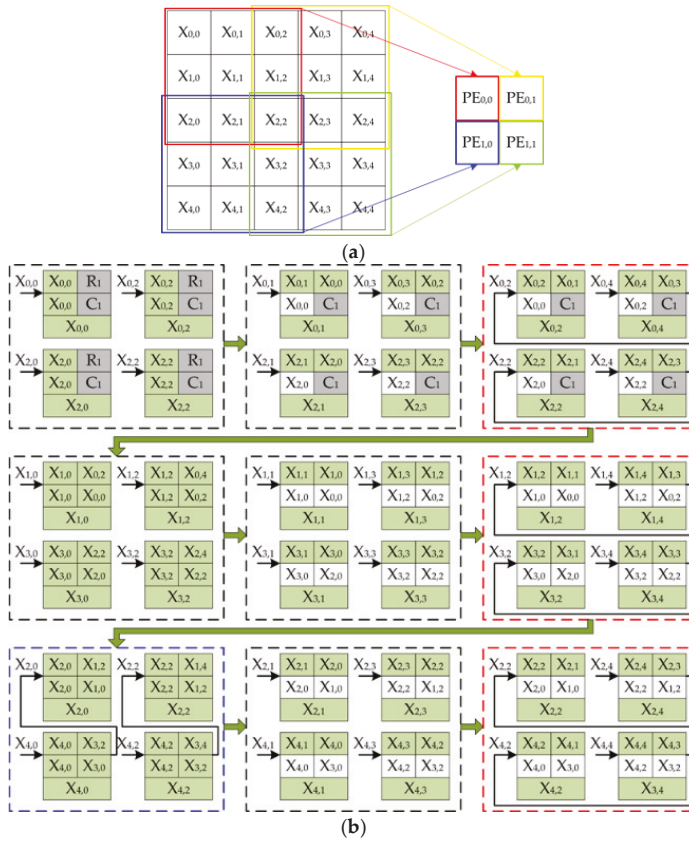 X0,0 X0,1 X0,2 X0,3 X0,4
X1,0 X1,1 X1,2 X1,3 X1,4
X2,0 X2,1 X2,2 X2,3 X2,4
X3,0 X3,1 X3,2 X3,3 X3,4
X4,0 X4,1 X4,2 X4,3 X4,4
PE0,0 PE0,1
PE1,0 PE1,1
(a)
X0,0 X0,0 R1 X0,2 X0,2 R1 X0,1 X0,1 X0,0 X0,3 X0,3 X0,2 X0,2 X0,2 X0,1 X0,4 X0,4 X0,3
X0,0 C1 X0,2 C1 X0,0 C1 X0,2 C1 X0,0 C1 X0,2 C1
X0,0 X0,2 X0,1 X0,3 X0,2 X0,4
X2,0 X2,0 R1 X2,2 X2,2 R1 X2,1 X2,1 X2,0 X2,3 X2,3 X2,2 X2,2 X2,2 X2,1 X2,4 X2,4 X2,3
X2,0 C1 X2,2 C1 X2,0 C1 X2,2 C1 X2,0 C1 X2,2 C1
X2,0 X2,2 X2,1 X2,3 X2,2 X2,4
X1,0 X1,0 X0,2 X1,2 X1,2 X0,4 X1,1 X1,1 X1,0 X1,3 X1,3 X1,2 X1,2 X1,2 X1,1 X1,4 X1,4 X1,3
X1,0 X0,0 X1,2 X0,2 X1,0 X0,0 X1,2 X0,2 X1,0 X0,0 X1,2 X0,2
X1,0 X1,2 X1,1 X1,3 X1,2 X1,4
X3,0 X3,0 X2,2 X3,2 X3,2 X2,4 X3,1 X3,1 X3,0 X3,3 X3,3 X3,2 X3,2 X3,2 X3,1 X3,4 X3,4 X3,3
X3,0 X2,0 X3,2 X2,2 X3,0 X2,0 X3,2 X2,2 X3,0 X2,0 X3,2 X2,2
X3,0 X3,2 X3,1 X3,3 X3,2 X3,4
X2,0 X2,0 X1,2 X2,2 X2,2 X1,4 X2,1 X2,1 X2,0 X2,3 X2,3 X2,2 X2,2 X2,2 X2,1 X2,4 X2,4 X2,3
X2,0 X1,0 X2,2 X1,2 X2,0 X1,0 X2,2 X1,2 X2,0 X1,0 X2,2 X1,2
X2,0 X2,2 X2,1 X2,3 X2,2 X2,4
X4,0 X4,0 X3,2 X4,2 X4,2 X3,4 X4,1 X4,1 X4,0 X4,3 X4,3 X4,2 X4,2 X4,2 X4,1 X4,4 X4,4 X4,3
X4,0 X3,0 X4,2 X3,2 X4,0 X3,0 X4,2 X3,2 X4,0 X3,0 X4,2 X3,2
X4,0 X4,2 X4,1 X4,3 X4,2 X3,4
(b)